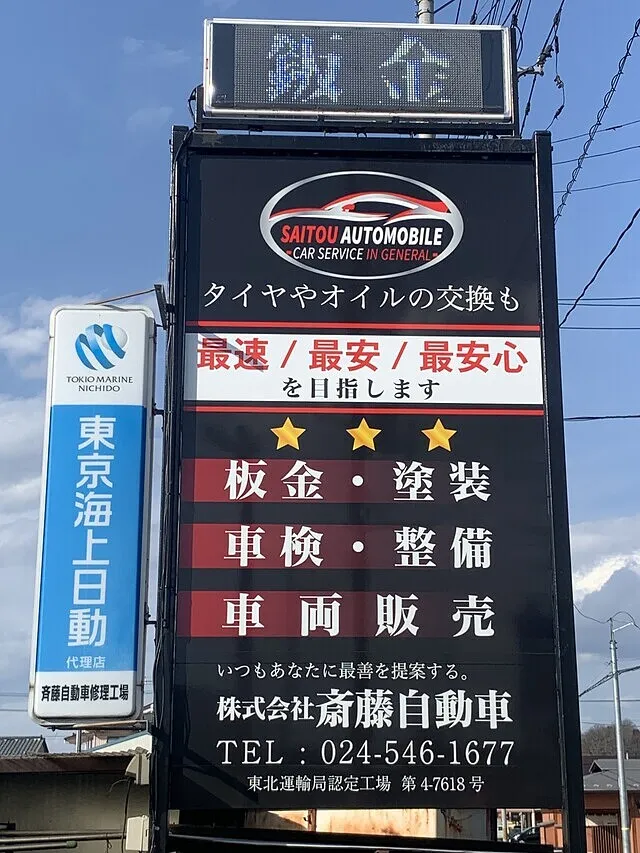 鈑金
SAITOU AUTOMOBILE
CAR SERVICE IN GENERAL
タイヤやオイルの交換も
最速 / 最安 / 最安心
を目指します
板金・塗装
車検・整備
車両販売
いつもあなたに最善を提案する。
株式会社斎藤自動車
TEL : 024-546-1677
東北運輸局認定工場 第4-7618号
TOKIO MARINE
NICHIDO
東京海上日動
代理店
斉藤自動車修理工場